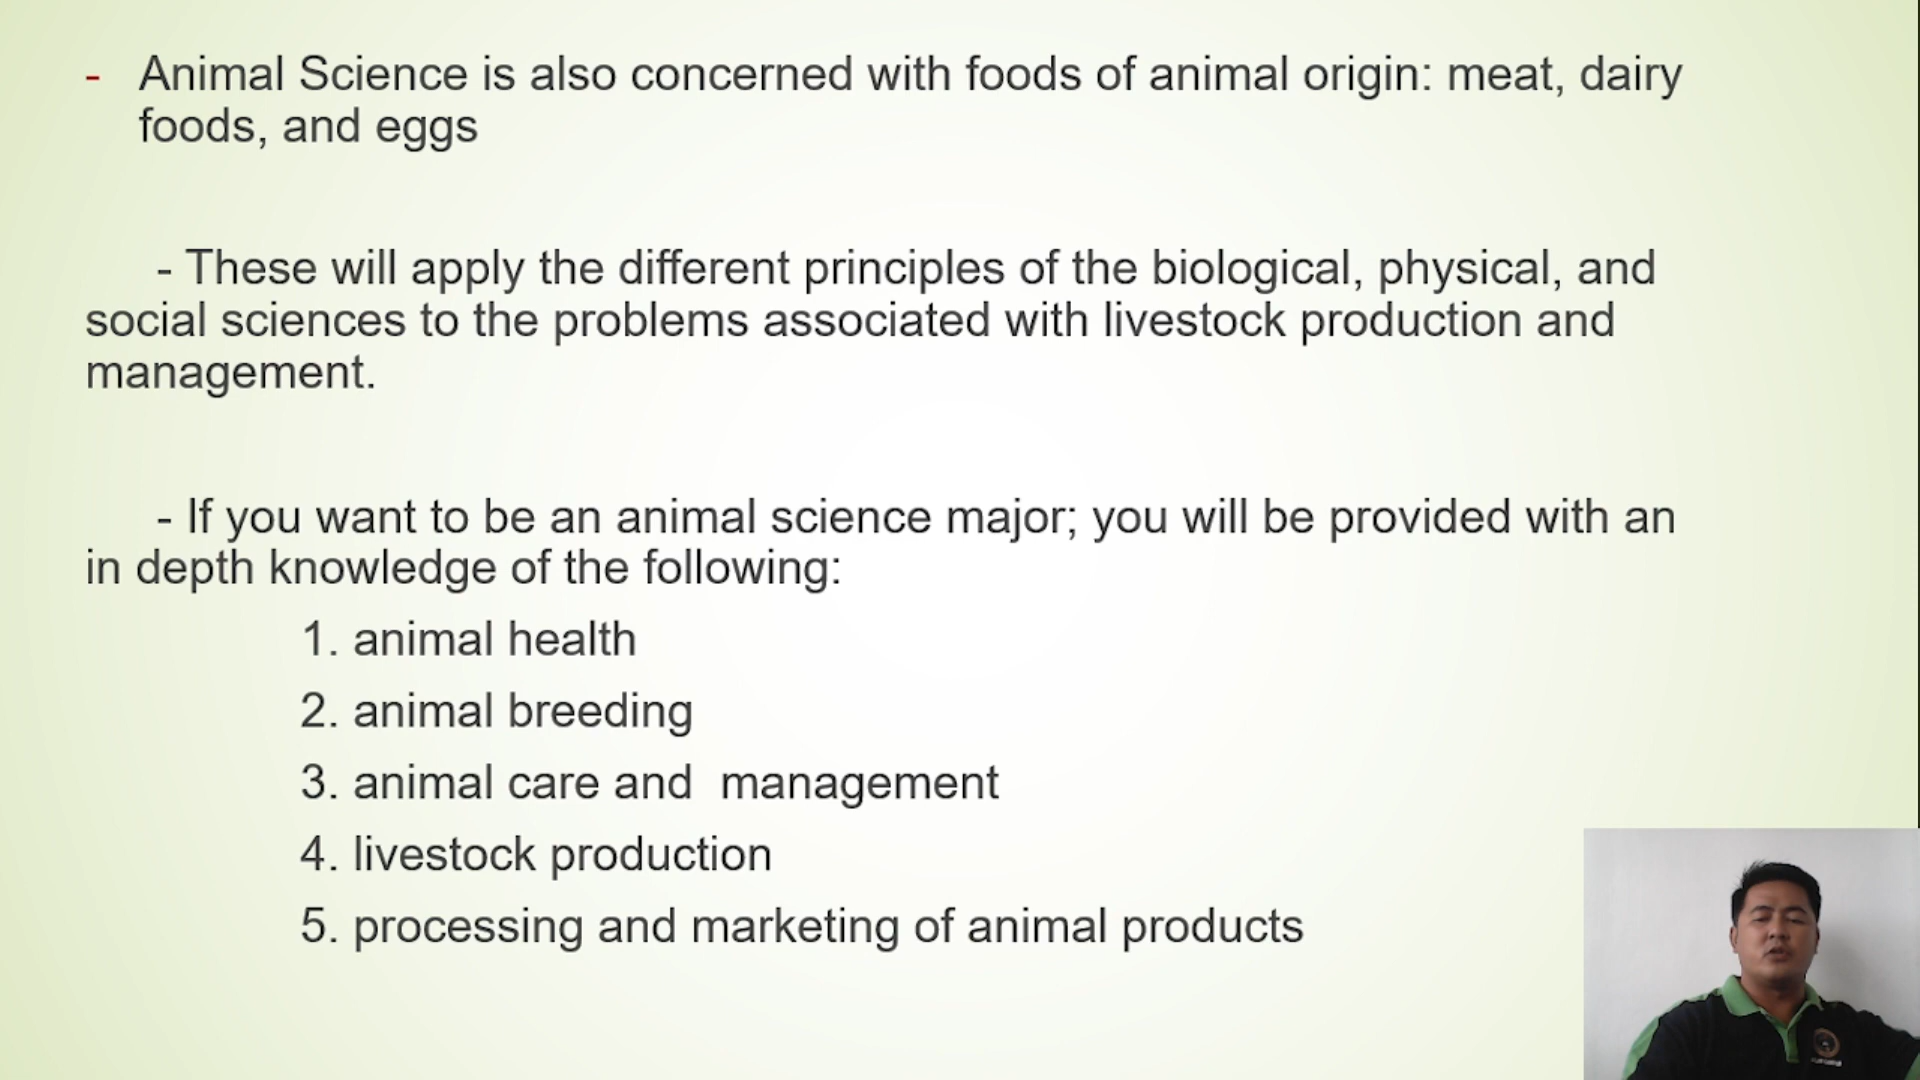 - Animal Science is also concerned with foods of animal origin: meat, dairy
foods, and eggs
- These will apply the different principles of the biological, physical, and
social sciences to the problems associated with livestock production and
management.
- If you want to be an animal science major; you will be provided with an
in depth knowledge of the following:
1. animal health
2. animal breeding
3. animal care and  management
4. livestock production
5. processing and marketing of animal products